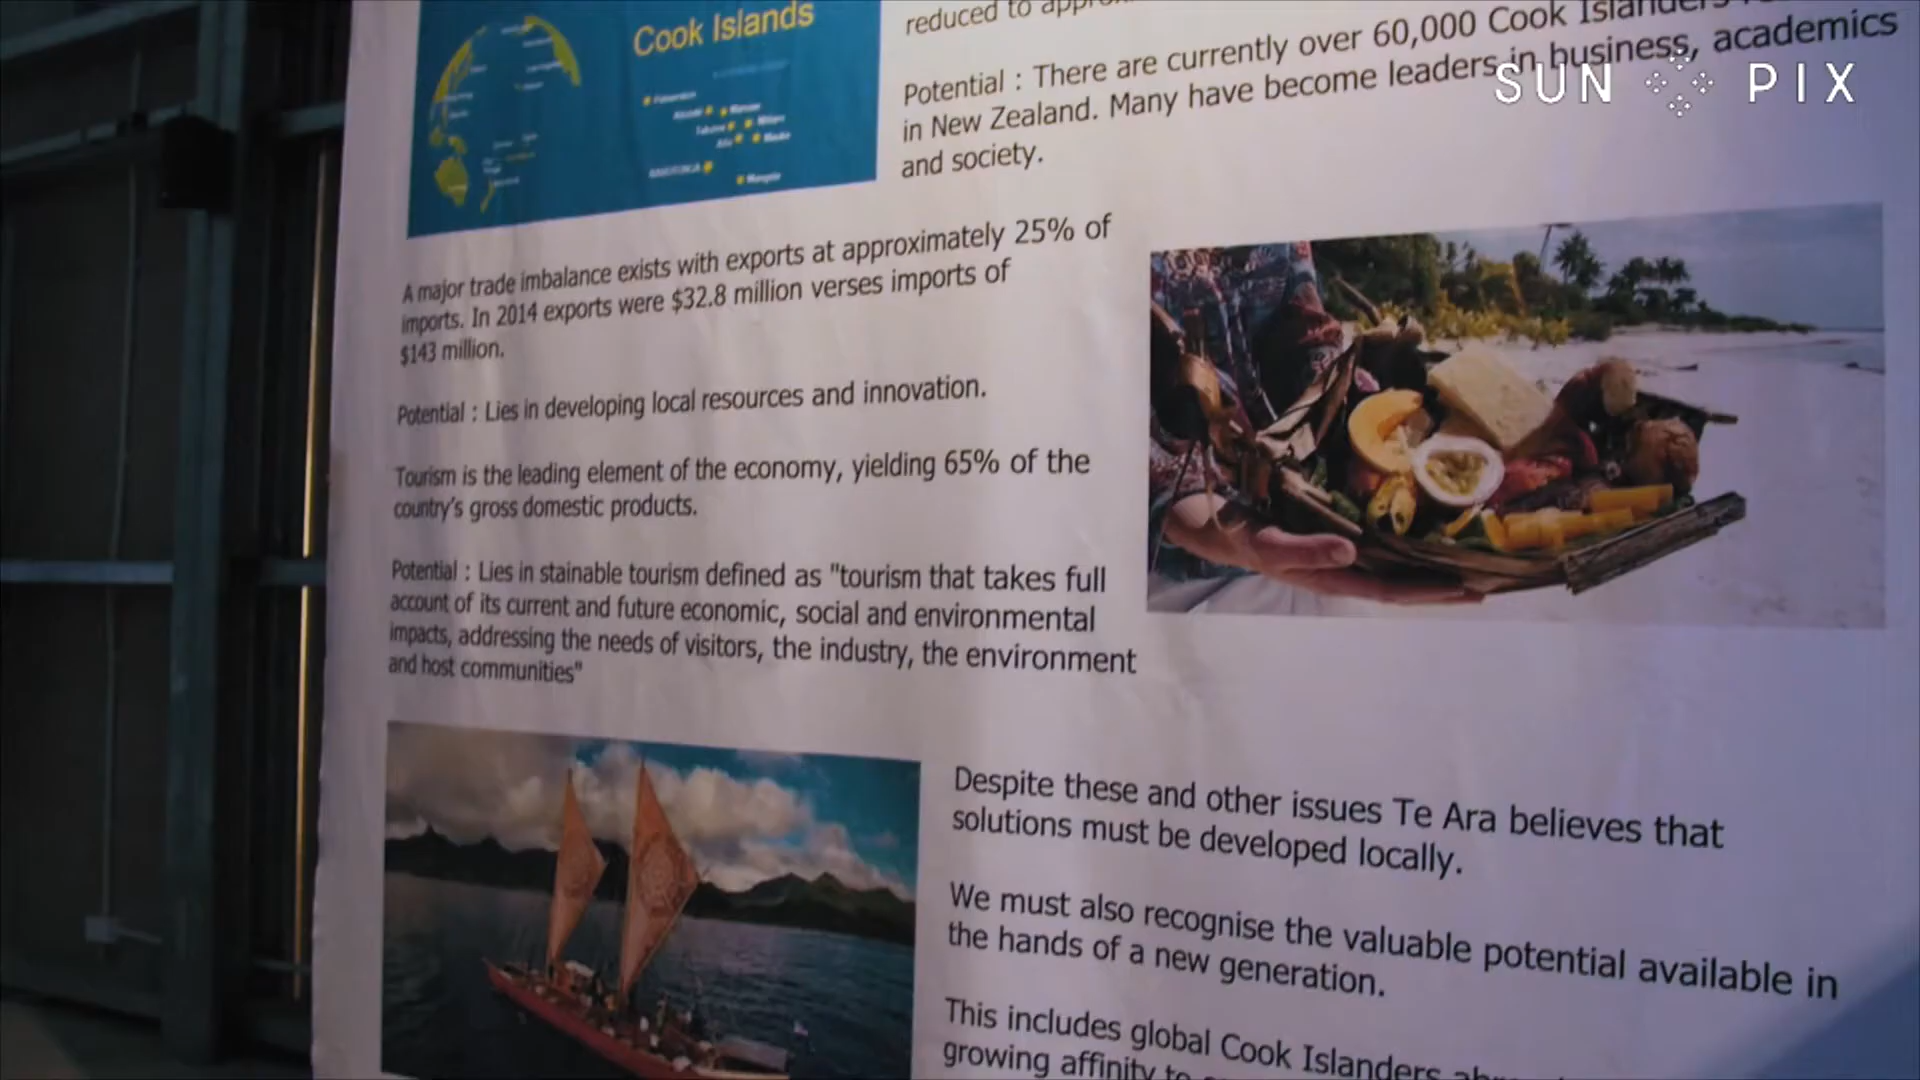 Cook Islands
reduced to
Potential : There are currently over 60,000 Cook Islanders
in New Zealand. Many have become leaders in business, academics
and society.
SUN PIX
A major trade imbalance exists with exports at approximately 25% of
imports. In 2014 exports were $32.8 million verses imports of
$143 million.
Potential : Lies in developing local resources and innovation.
Tourism is the leading element of the economy, yielding 65% of the
country's gross domestic products.
Potential : Lies in stainable tourism defined as "tourism that takes full
account of its current and future economic, social and environmental
impacts, addressing the needs of visitors, the industry, the environment
and host communities"
Despite these and other issues Te Ara believes that
solutions must be developed locally.
We must also recognise the valuable potential available in
the hands of a new generation.
This includes global Cook Islanders
growing affinity to